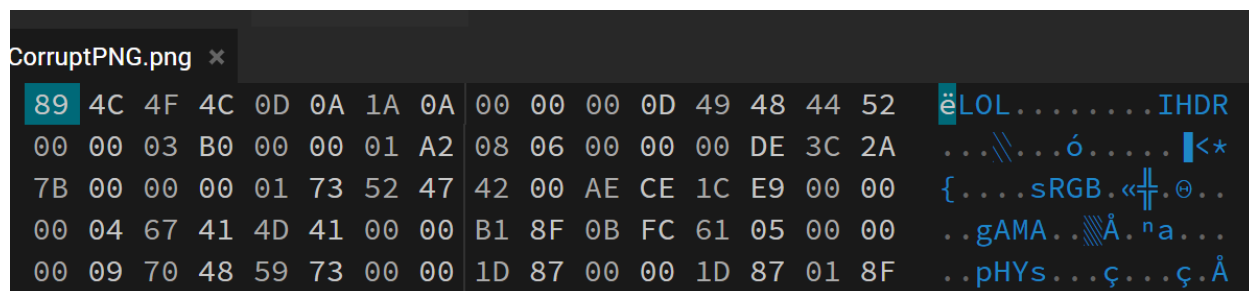 CorruptPNG.png ×
89 4C 4F 4C 0D 0A 1A 0A 00 00 00 0D 49 48 44 52 ëLOL........IHDR
00 00 03 B0 00 00 01 A2 08 06 00 00 00 DE 3C 2A ...░...ó.....▐<*
7B 00 00 00 01 73 52 47 42 00 AE CE 1C E9 00 00 {....sRGB.«╬.Θ..
00 04 67 41 4D 41 00 00 B1 8F 0B FC 61 05 00 00 ..gAMA..▒Å.ⁿa...
00 09 70 48 59 73 00 00 1D 87 00 00 1D 87 01 8F ..pHYs...ç...ç.Å